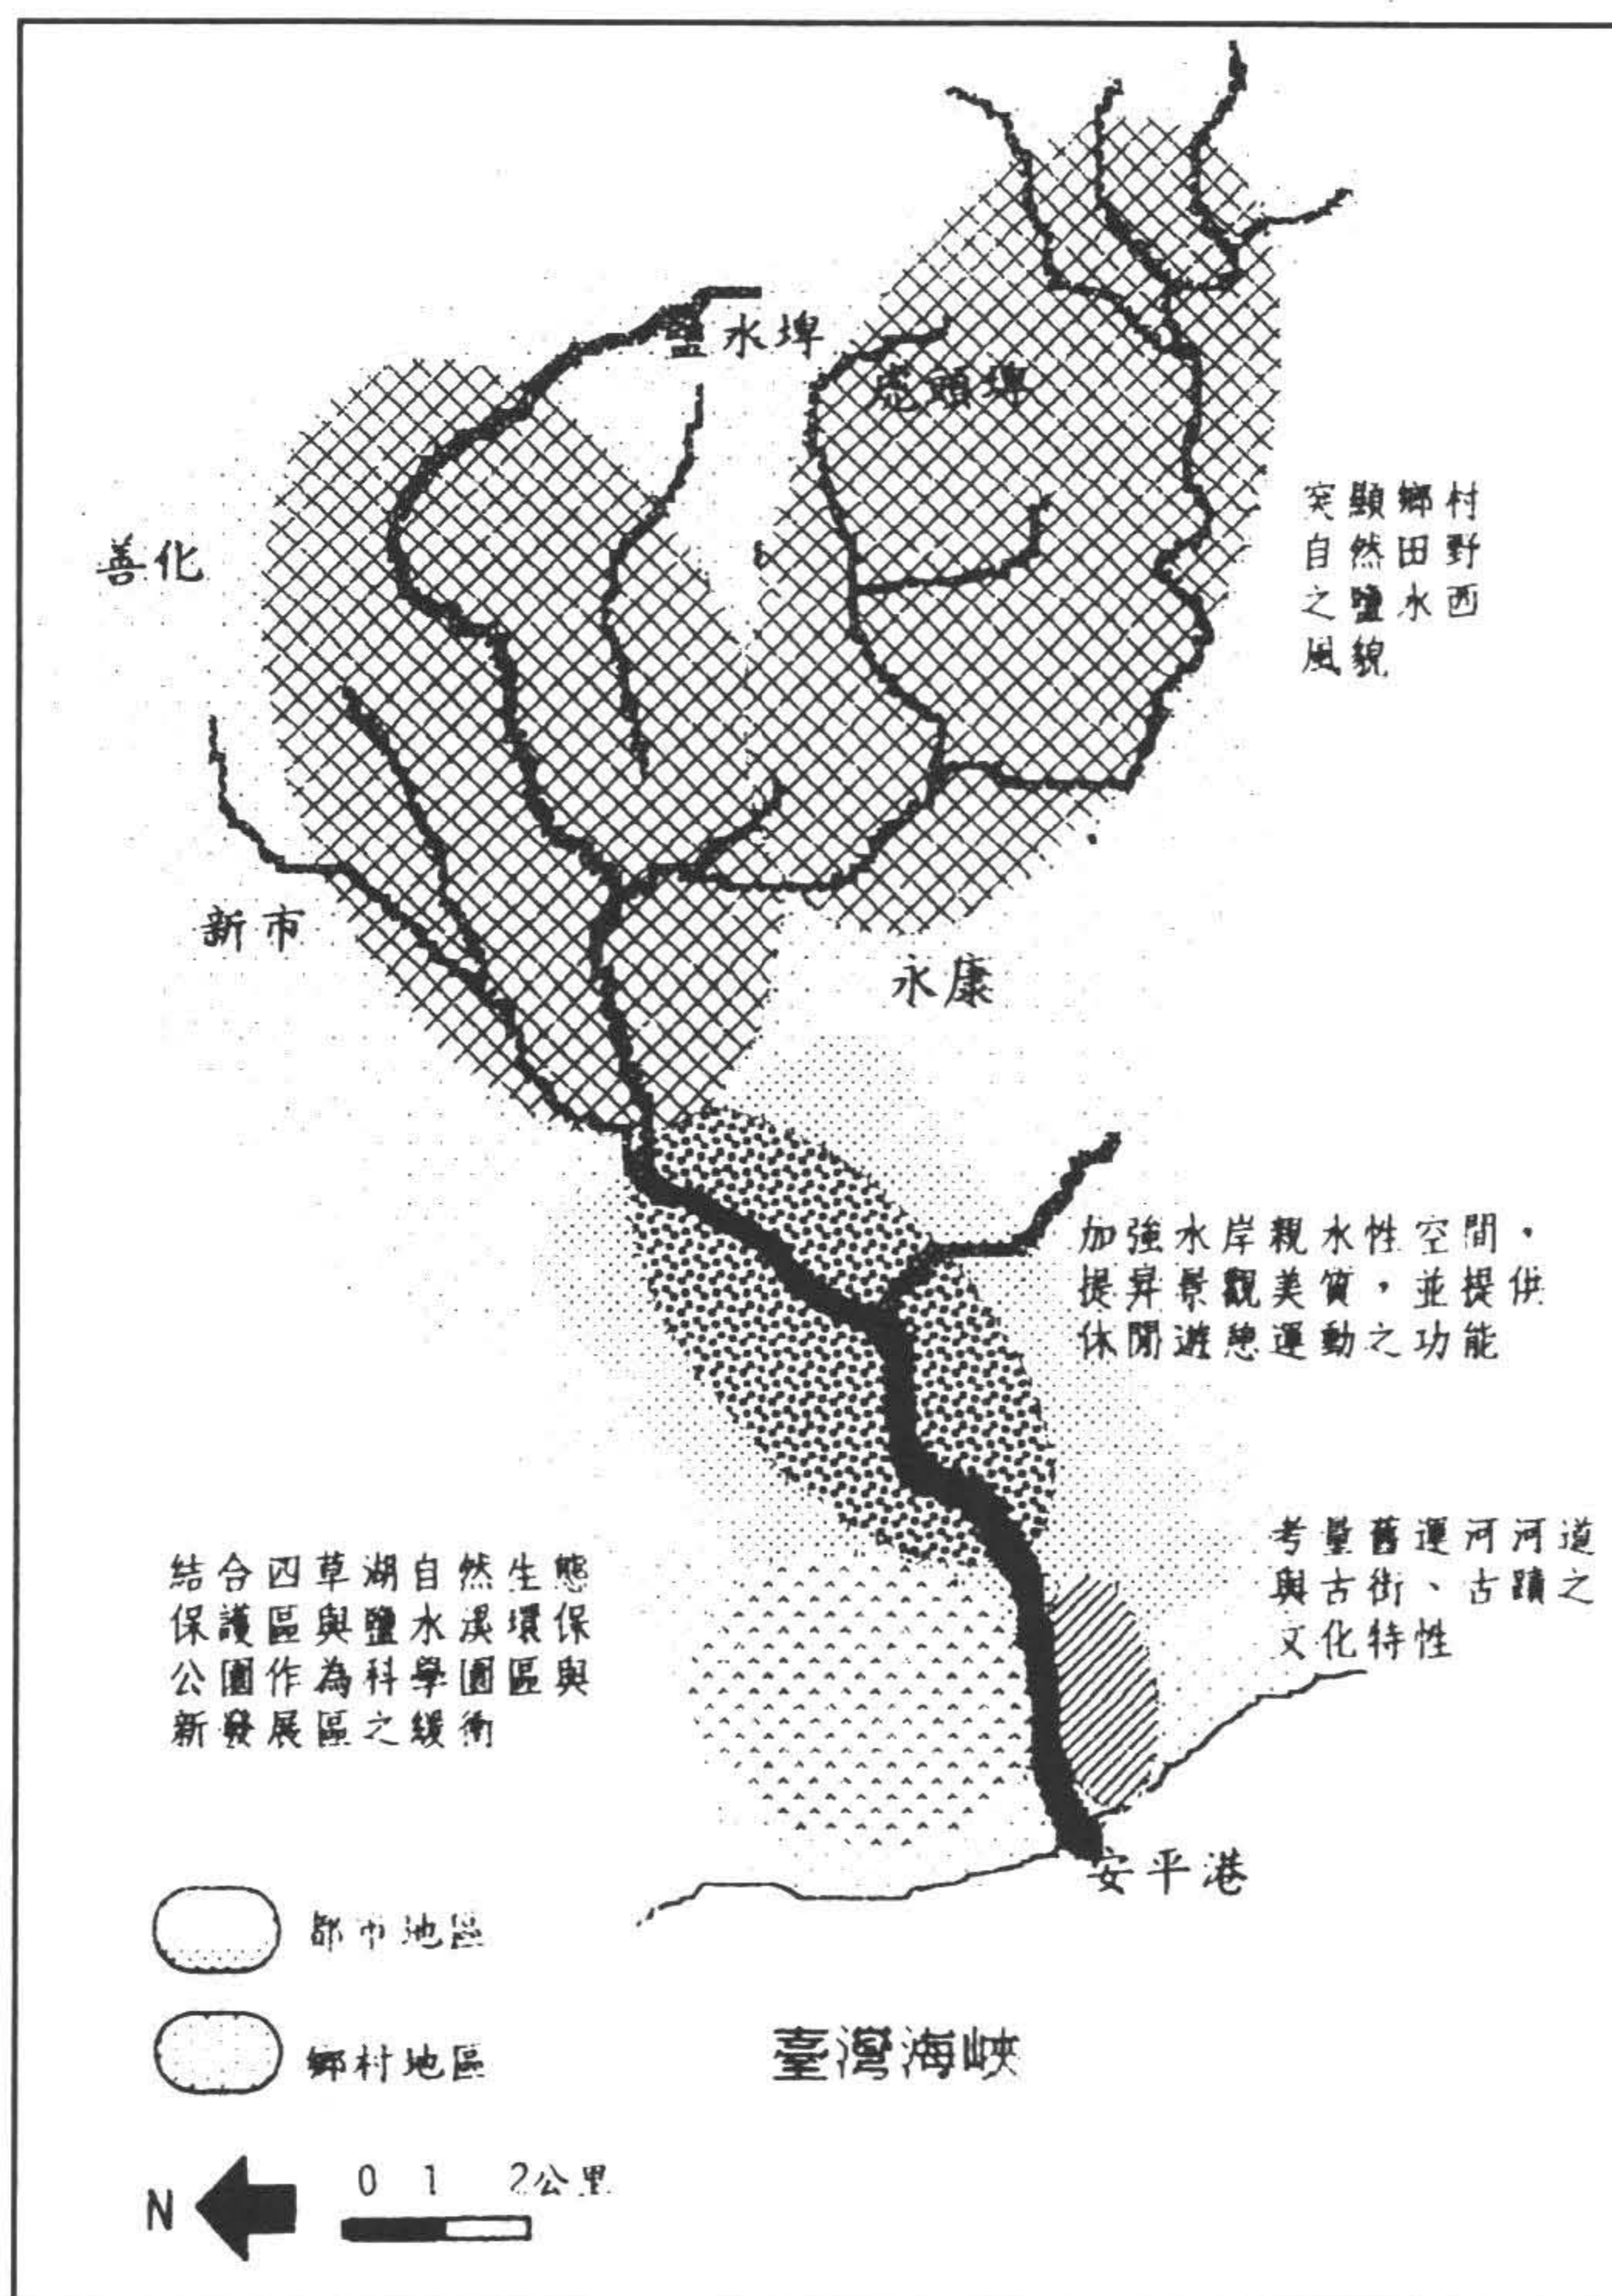 鹽水埤
虎頭埤
善化
突顯鄉村
自然田野
之鹽水西
風貌
新市
永康
加強水岸親水性空間，
提昇景觀美質，並提供
休閒遊憩運動之功能
考量舊運河河道
與古街、古蹟之
文化特性
結合四草湖自然生態
保護區與鹽水溪環保
公園作為科學園區與
新發展區之緩衝
安平港
都市地區
鄉村地區
臺灣海峽
N
0 1 2公里